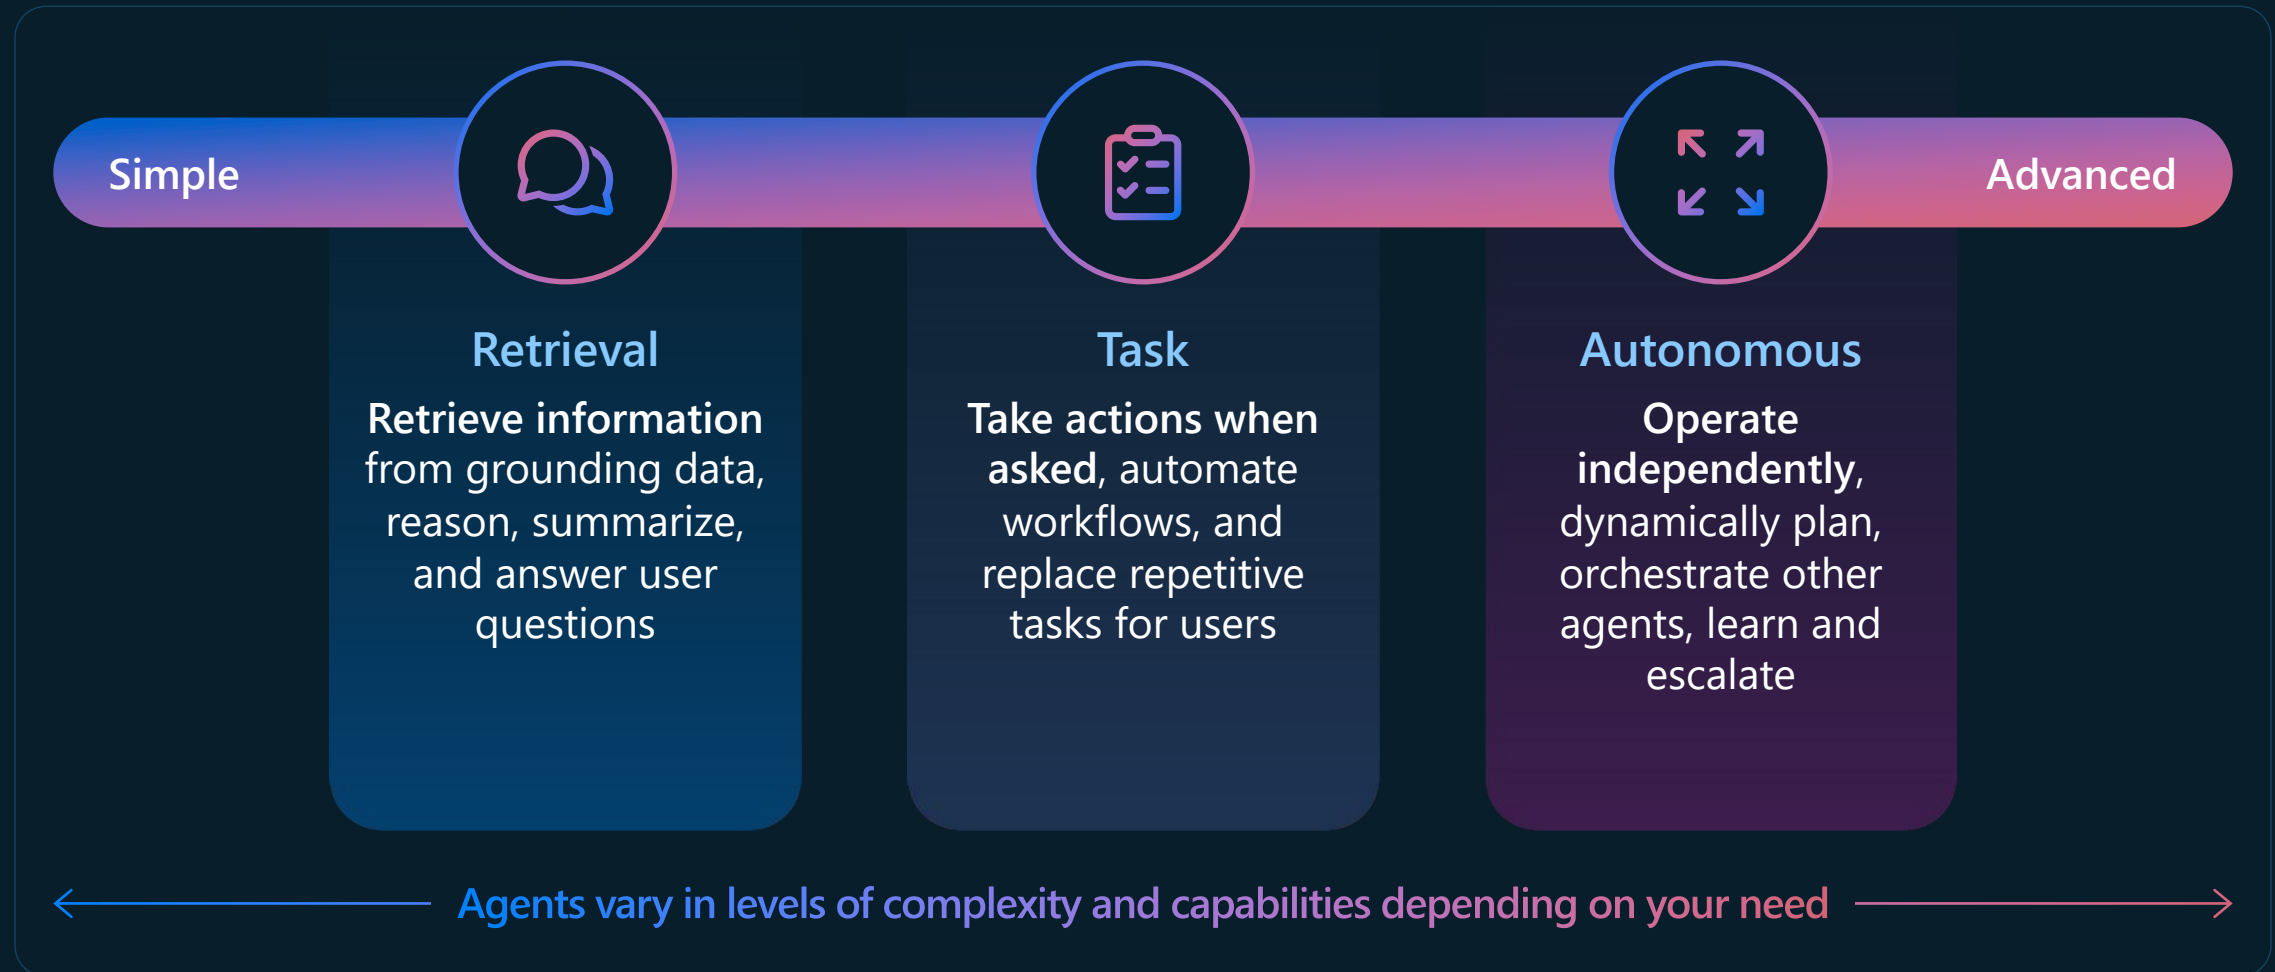 Simple
Advanced
Retrieval
Retrieve information
from grounding data,
reason, summarize,
and answer user
questions
Task
Take actions when
asked, automate
workflows, and
replace repetitive
tasks for users
Autonomous
Operate
independently,
dynamically plan,
orchestrate other
agents, learn and
escalate
Agents vary in levels of complexity and capabilities depending on your need